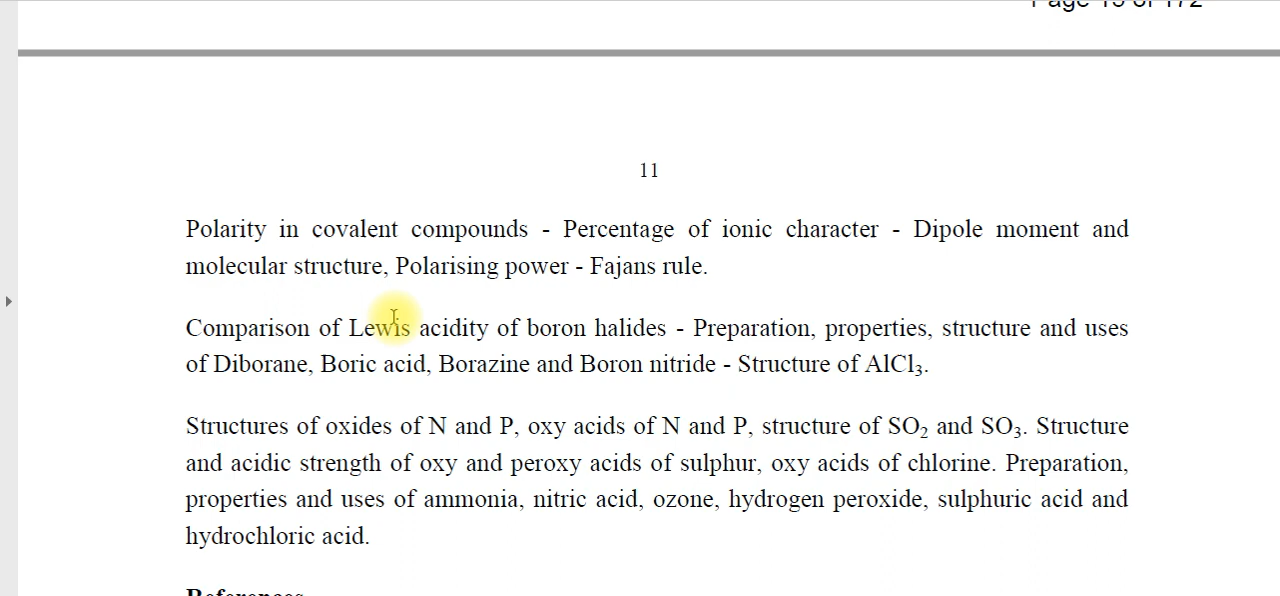 11
Polarity in covalent compounds - Percentage of ionic character - Dipole moment and
molecular structure, Polarising power - Fajans rule.
Comparison of Lewis acidity of boron halides - Preparation, properties, structure and uses
of Diborane, Boric acid, Borazine and Boron nitride - Structure of AlCl₃.
Structures of oxides of N and P, oxy acids of N and P, structure of SO₂ and SO₃. Structure
and acidic strength of oxy and peroxy acids of sulphur, oxy acids of chlorine. Preparation,
properties and uses of ammonia, nitric acid, ozone, hydrogen peroxide, sulphuric acid and
hydrochloric acid.
References